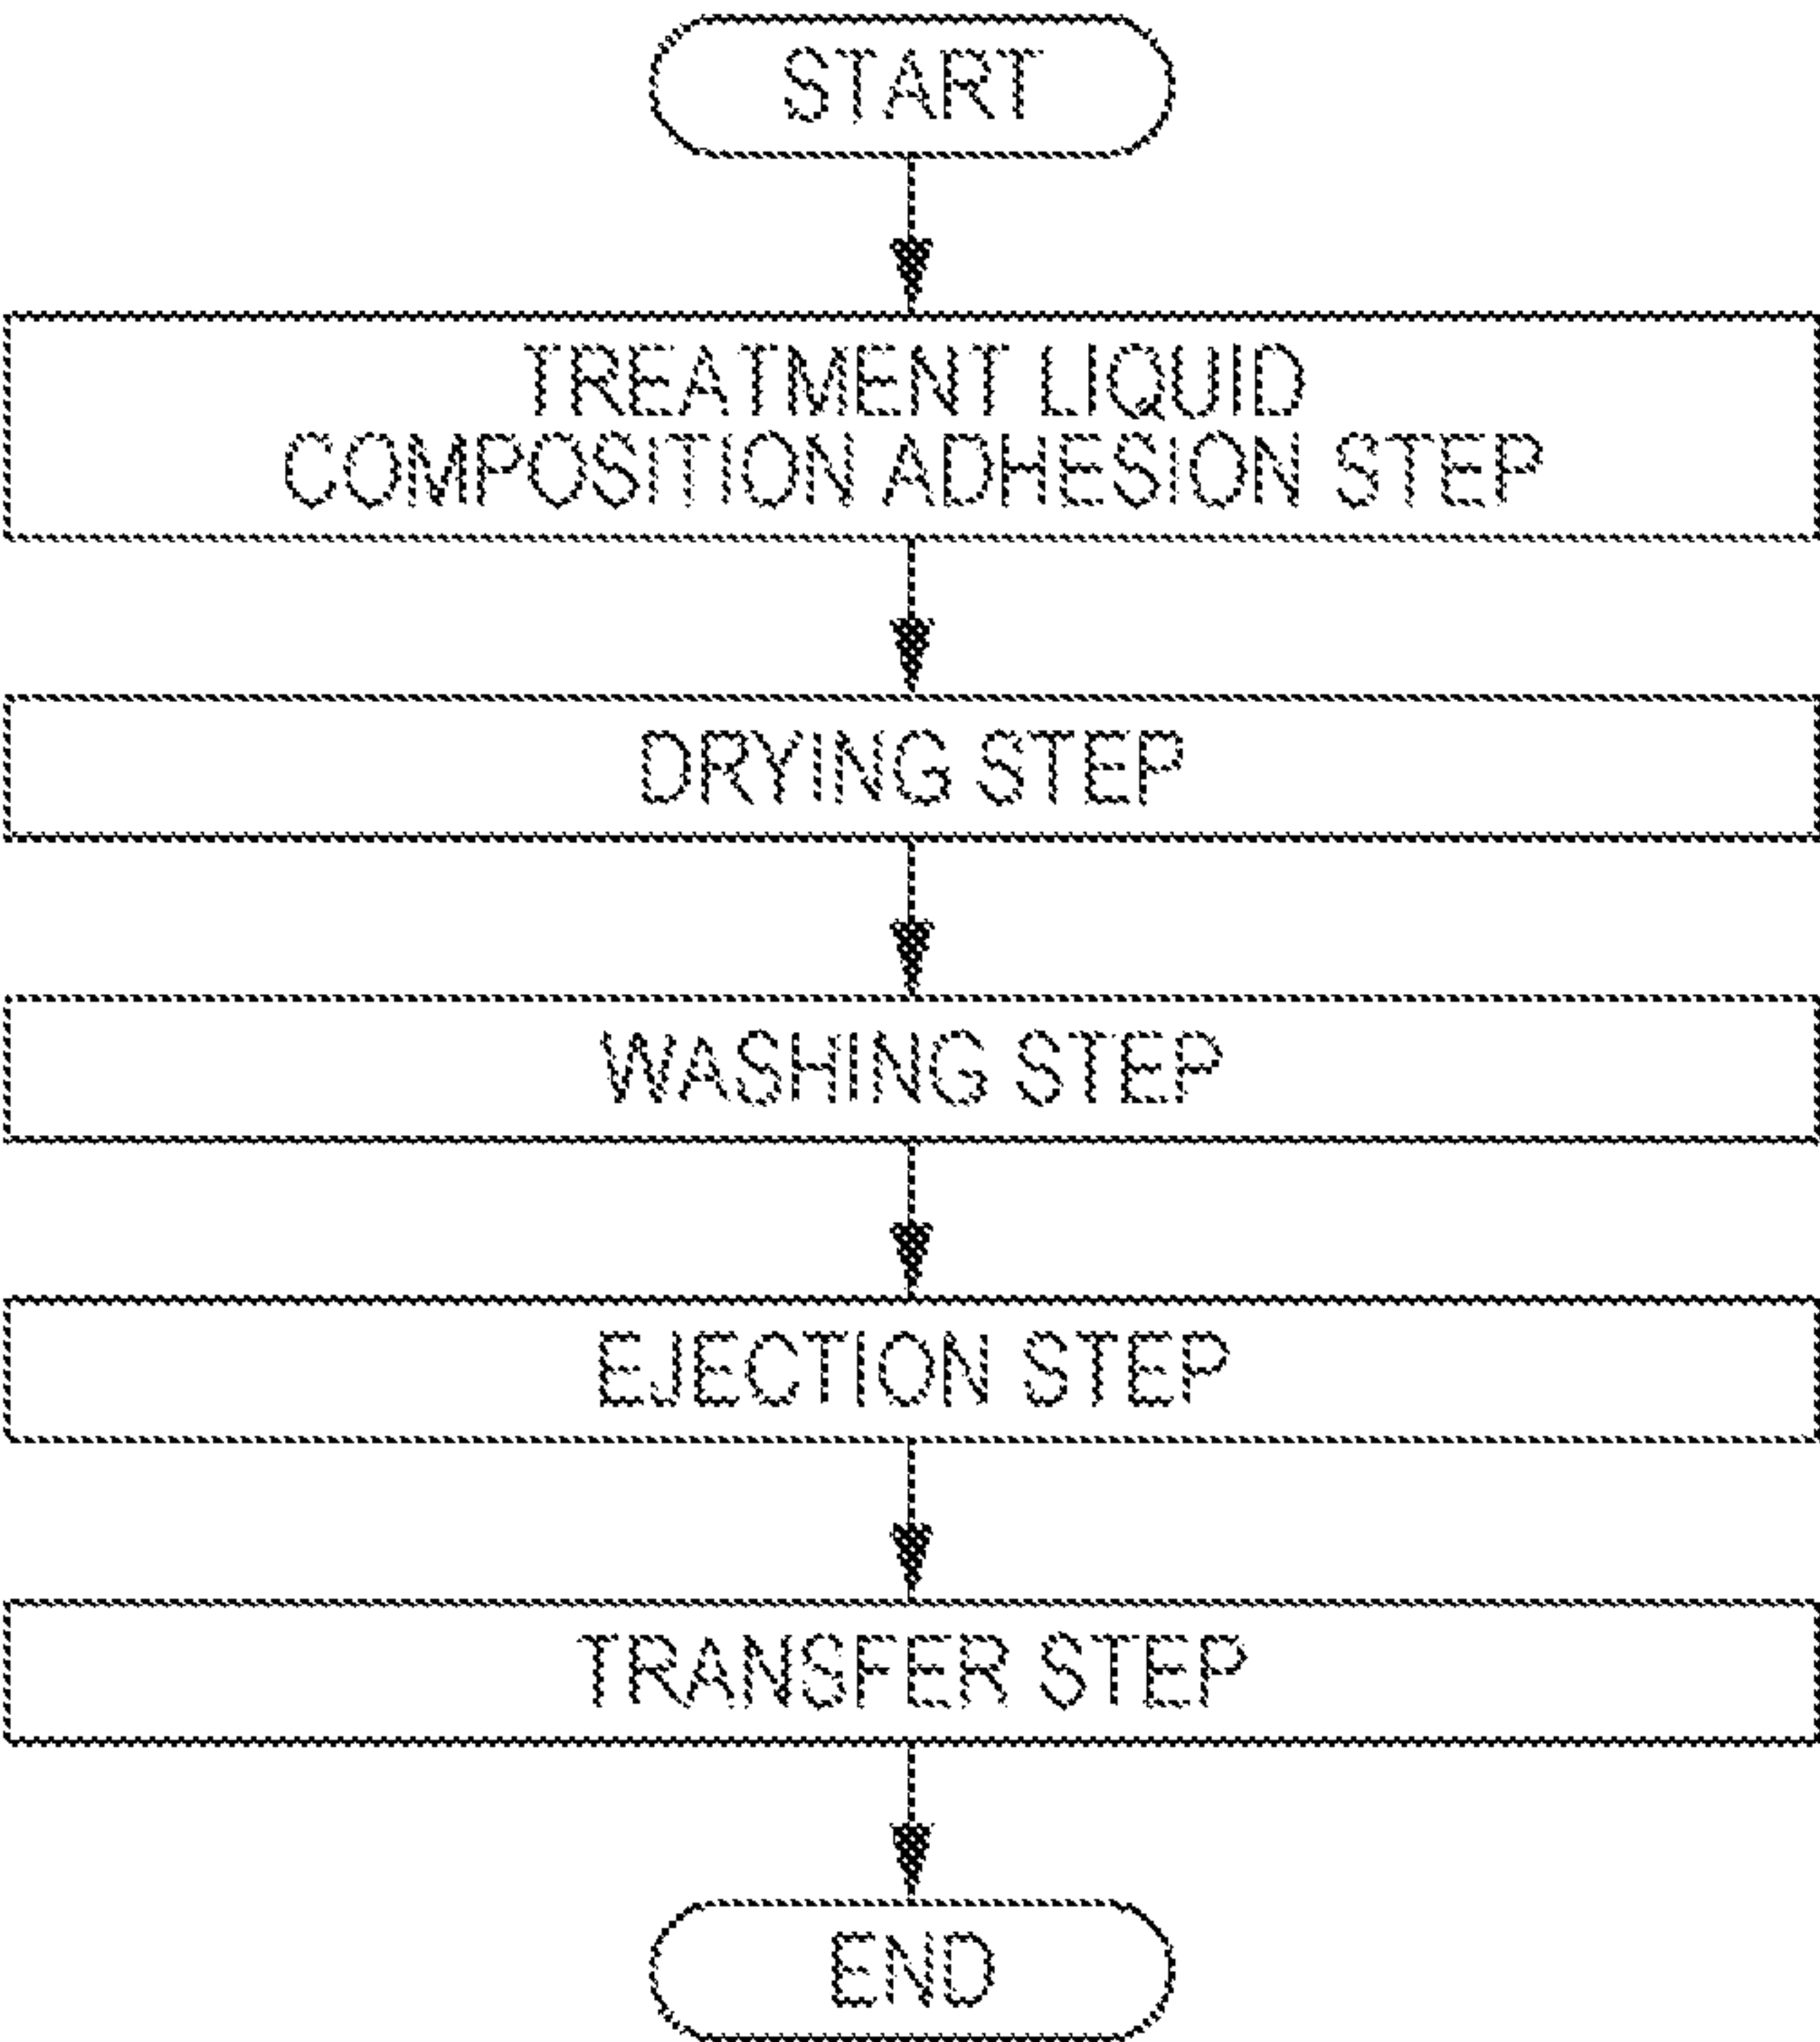 START
TREATMENT LIQUID
COMPOSITION ADHESION STEP
DRYING STEP
WASHING STEP
EJECTION STEP
TRANSFER STEP
END